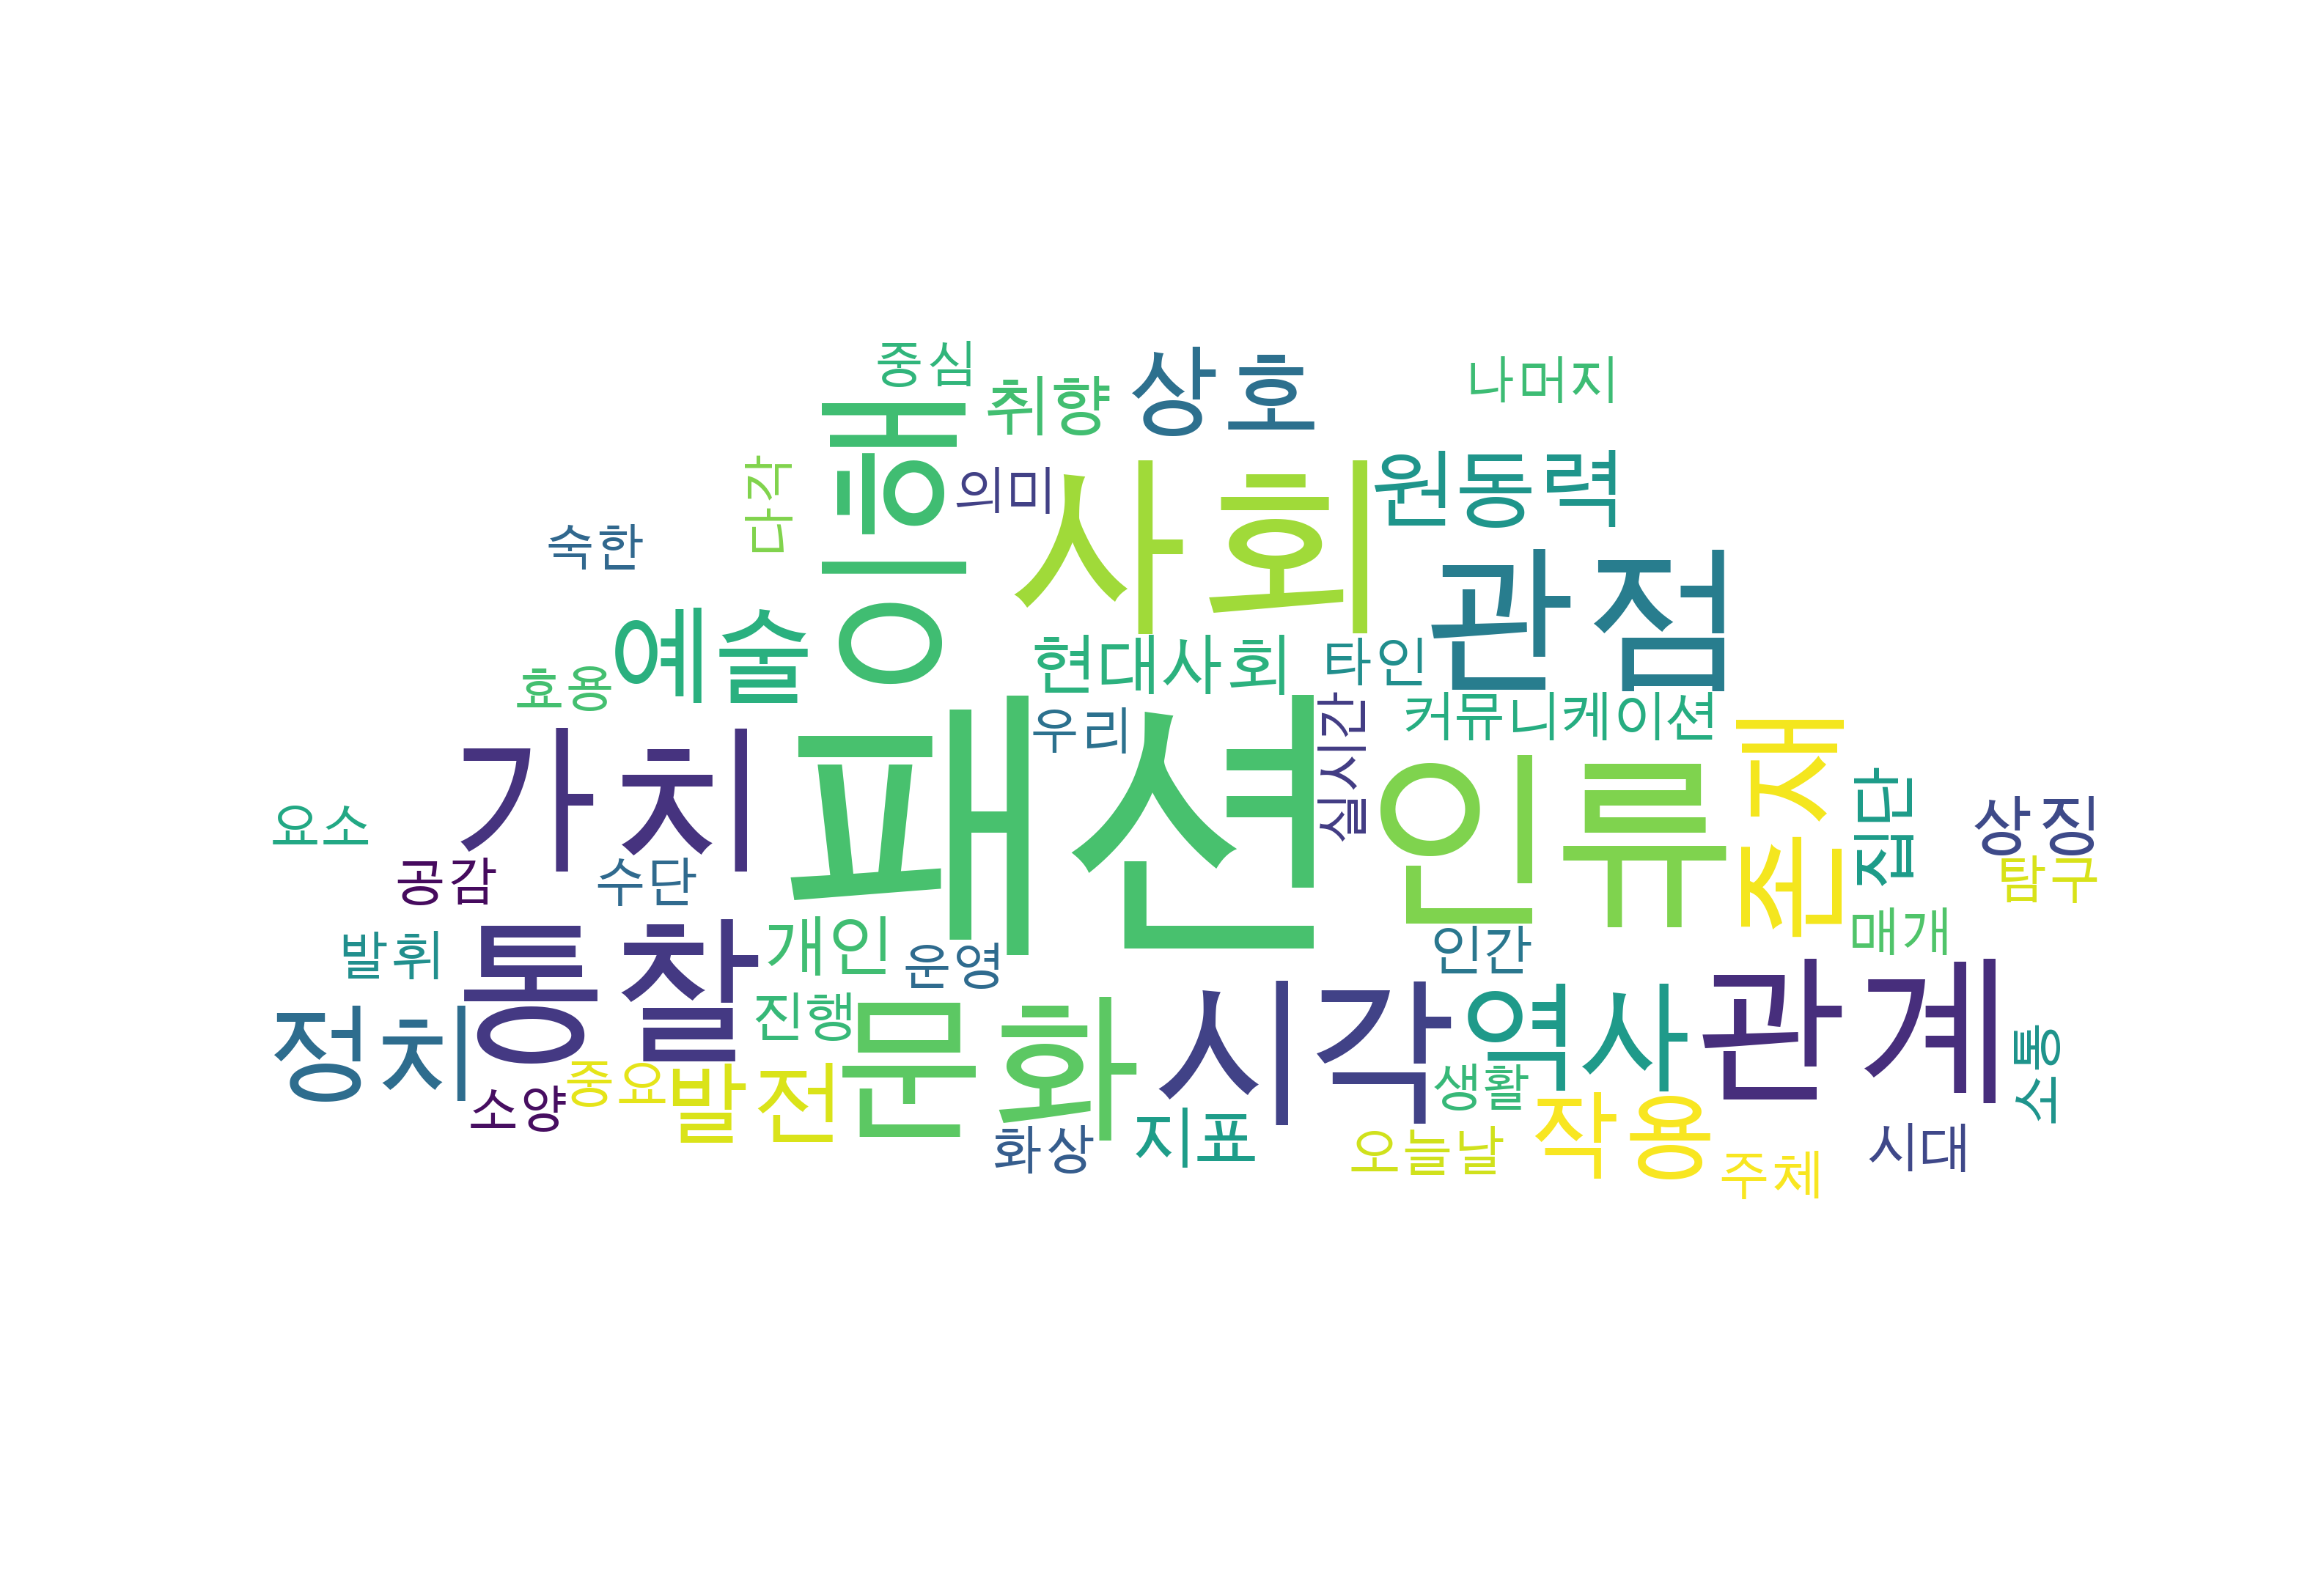 중심
취향
상호
나머지
이해
다각
의미
사회
원동력
속한
관점
예술
효용
현대사회
타인
우리
실시간
커뮤니케이션
가치
패션
인류
존재
집단
요소
상징
공감
수단
탐구
발휘
통찰
개인
운영
인간
매개
정치
진행
문화
시각
역사
관계
소통
소양
중요
발전
생활
작용
화상
지표
오늘날
주체
시대